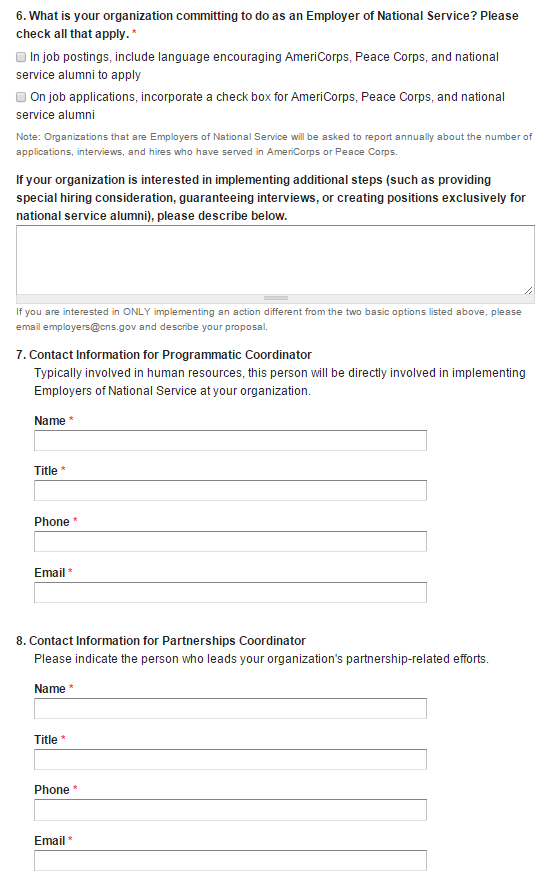 6. What is your organization committing to do as an Employer of National Service? Please
check all that apply. *
In job postings, include language encouraging AmeriCorps, Peace Corps, and national
service alumni to apply
On job applications, incorporate a check box for AmeriCorps, Peace Corps, and national
service alumni
Note: Organizations that are Employers of National Service will be asked to report annually about the number of
applications, interviews, and hires who have served in AmeriCorps or Peace Corps.
If your organization is interested in implementing additional steps (such as providing
special hiring consideration, guaranteeing interviews, or creating positions exclusively for
national service alumni), please describe below.
If you are interested in ONLY implementing an action different from the two basic options listed above, please
email employers@cns.gov and describe your proposal.
7. Contact Information for Programmatic Coordinator
Typically involved in human resources, this person will be directly involved in implementing
Employers of National Service at your organization.
Name *
Title *
Phone *
Email *
8. Contact Information for Partnerships Coordinator
Please indicate the person who leads your organization's partnership-related efforts.
Name *
Title *
Phone *
Email *